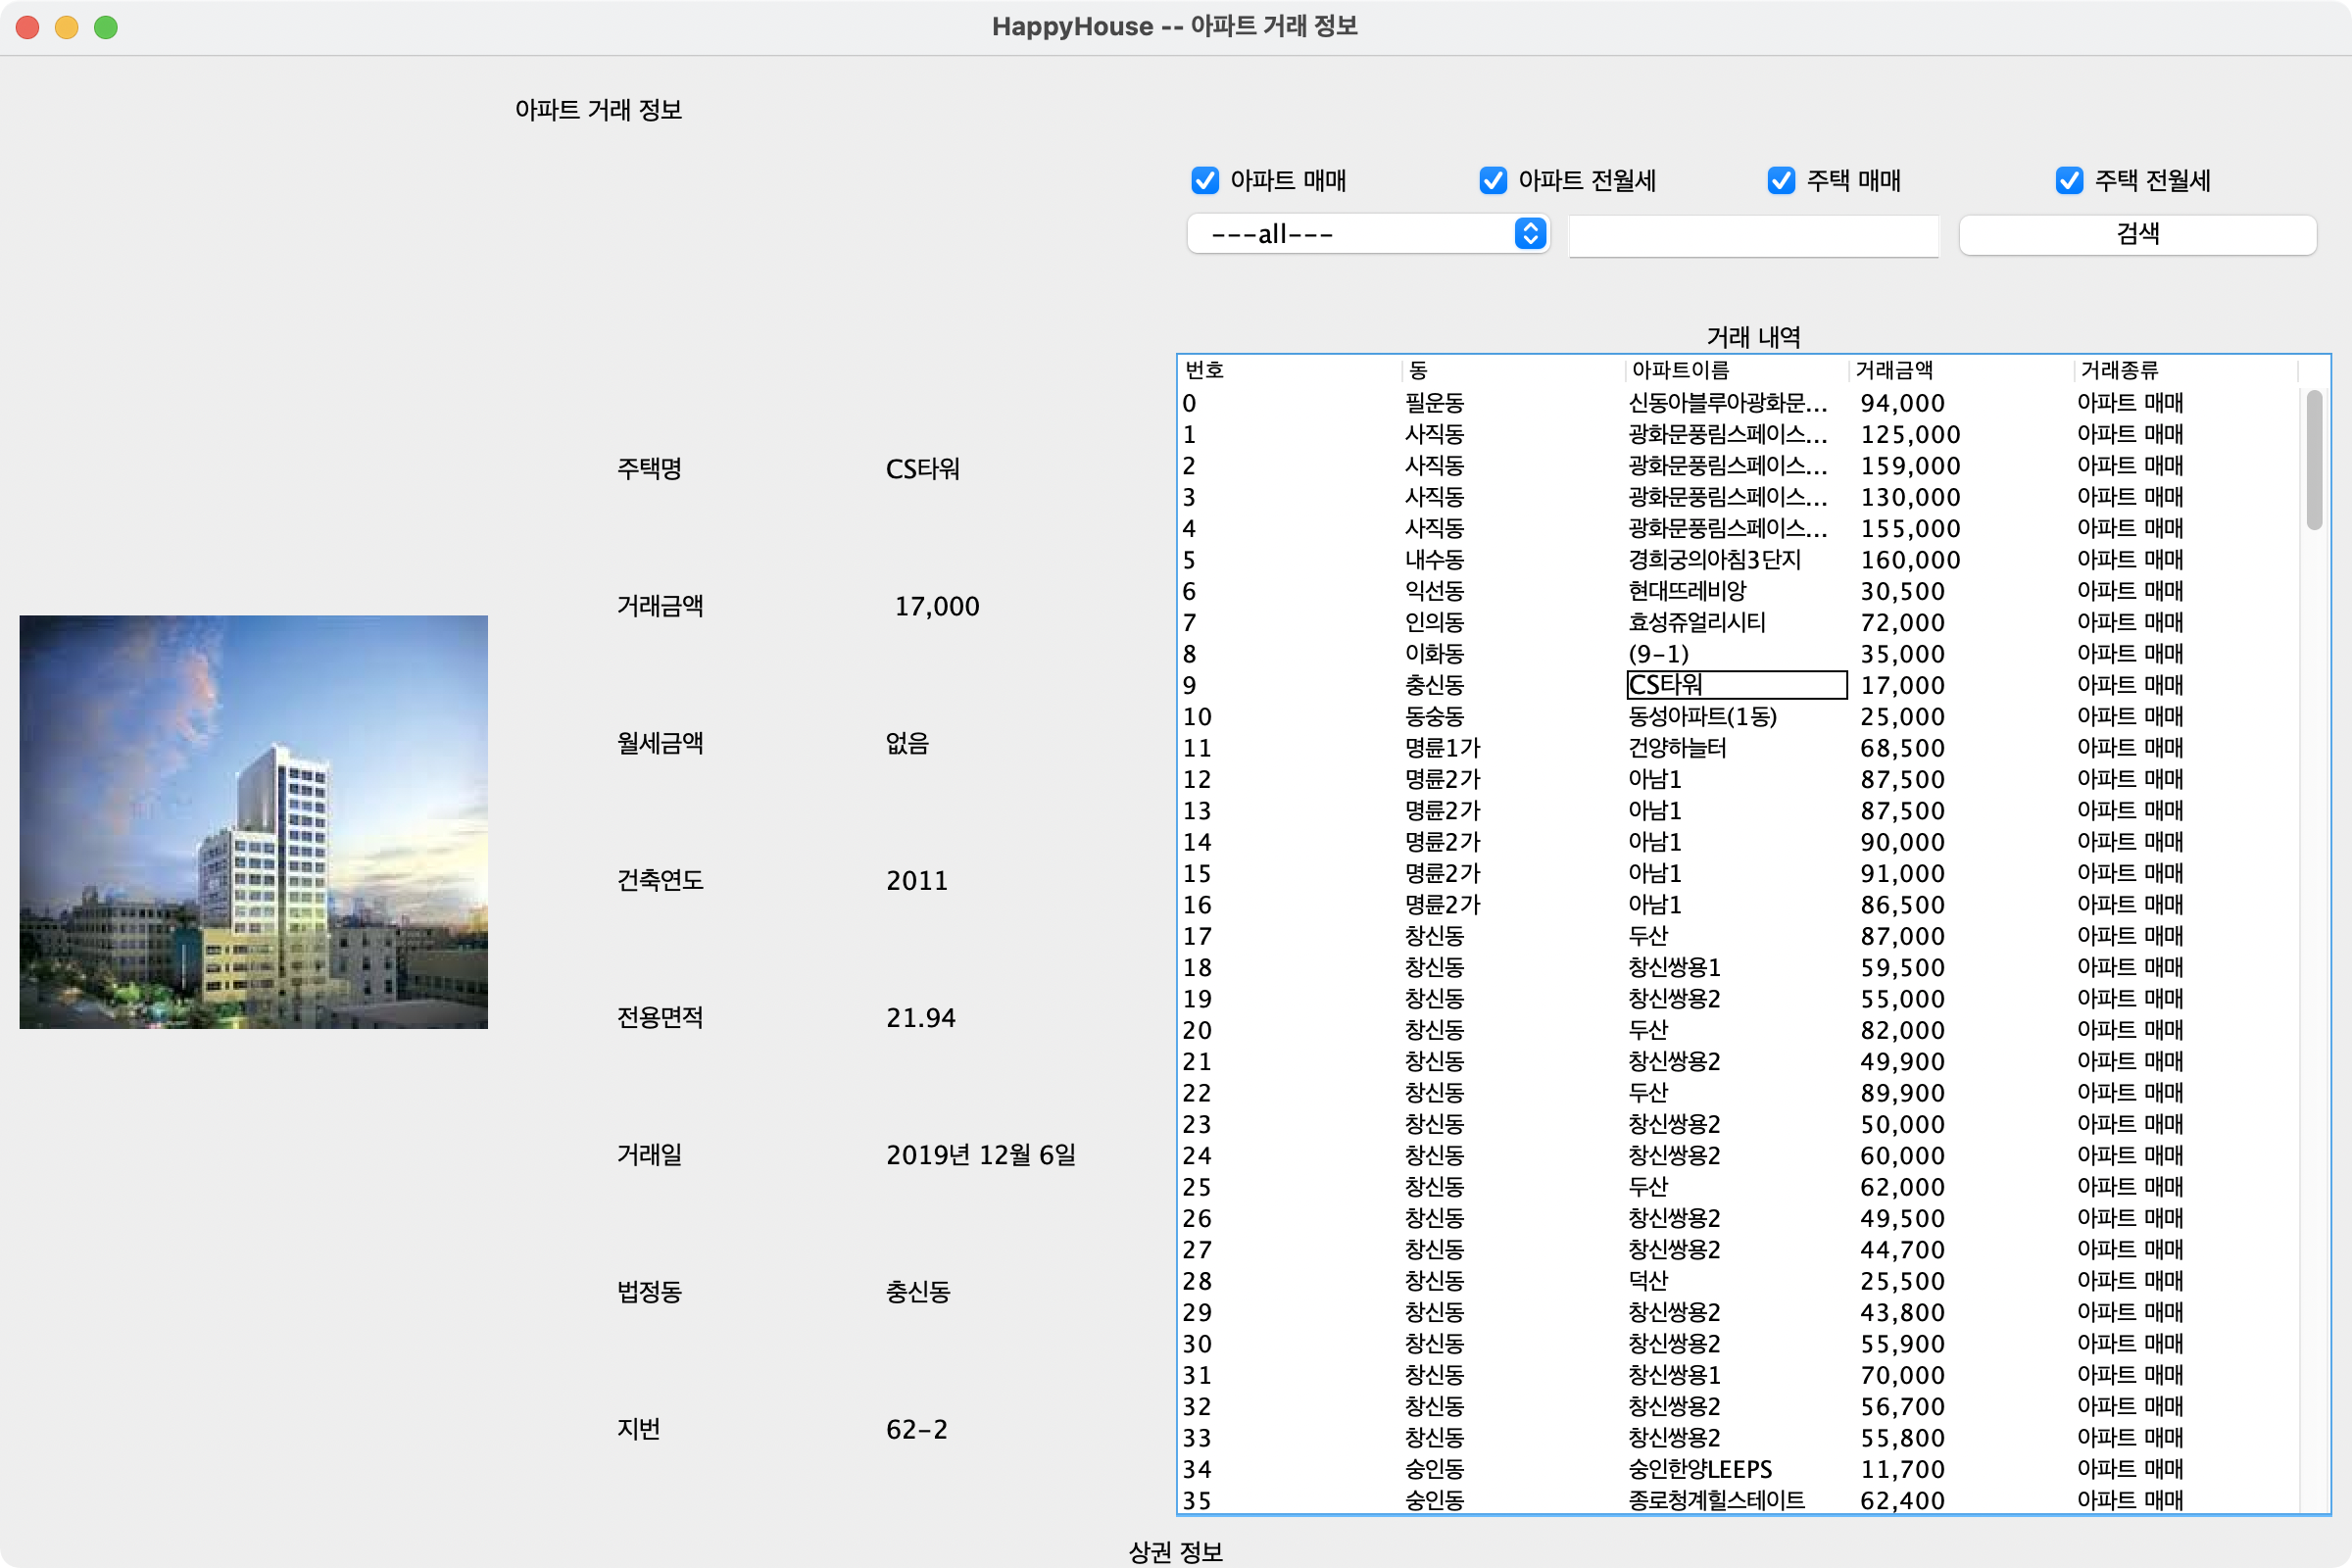 HappyHouse -- 아파트 거래 정보
아파트 거래 정보
아파트 매매 아파트 전월세 주택 매매 주택 전월세
---all--- 검색
주택명 CS타워
거래금액 17,000
월세금액 없음
건축연도 2011
전용면적 21.94
거래일 2019년 12월 6일
법정동 충신동
지번 62-2
거래 내역
번호 동 아파트이름 거래금액 거래종류
0 필운동 신동아블루아광화문... 94,000 아파트 매매
1 사직동 광화문풍림스페이스... 125,000 아파트 매매
2 사직동 광화문풍림스페이스... 159,000 아파트 매매
3 사직동 광화문풍림스페이스... 130,000 아파트 매매
4 사직동 광화문풍림스페이스... 155,000 아파트 매매
5 내수동 경희궁의아침3단지 160,000 아파트 매매
6 익선동 현대뜨레비앙 30,500 아파트 매매
7 인의동 효성쥬얼리시티 72,000 아파트 매매
8 이화동 (9-1) 35,000 아파트 매매
9 충신동 CS타워 17,000 아파트 매매
10 동숭동 동성아파트(1동) 25,000 아파트 매매
11 명륜1가 건양하늘터 68,500 아파트 매매
12 명륜2가 아남1 87,500 아파트 매매
13 명륜2가 아남1 87,500 아파트 매매
14 명륜2가 아남1 90,000 아파트 매매
15 명륜2가 아남1 91,000 아파트 매매
16 명륜2가 아남1 86,500 아파트 매매
17 창신동 두산 87,000 아파트 매매
18 창신동 창신쌍용1 59,500 아파트 매매
19 창신동 창신쌍용2 55,000 아파트 매매
20 창신동 두산 82,000 아파트 매매
21 창신동 창신쌍용2 49,900 아파트 매매
22 창신동 두산 89,900 아파트 매매
23 창신동 창신쌍용2 50,000 아파트 매매
24 창신동 창신쌍용2 60,000 아파트 매매
25 창신동 두산 62,000 아파트 매매
26 창신동 창신쌍용2 49,500 아파트 매매
27 창신동 창신쌍용2 44,700 아파트 매매
28 창신동 덕산 25,500 아파트 매매
29 창신동 창신쌍용2 43,800 아파트 매매
30 창신동 창신쌍용2 55,900 아파트 매매
31 창신동 창신쌍용1 70,000 아파트 매매
32 창신동 창신쌍용2 56,700 아파트 매매
33 창신동 창신쌍용2 55,800 아파트 매매
34 숭인동 숭인한양LEEPS 11,700 아파트 매매
35 숭인동 종로청계힐스테이트 62,400 아파트 매매
상권 정보